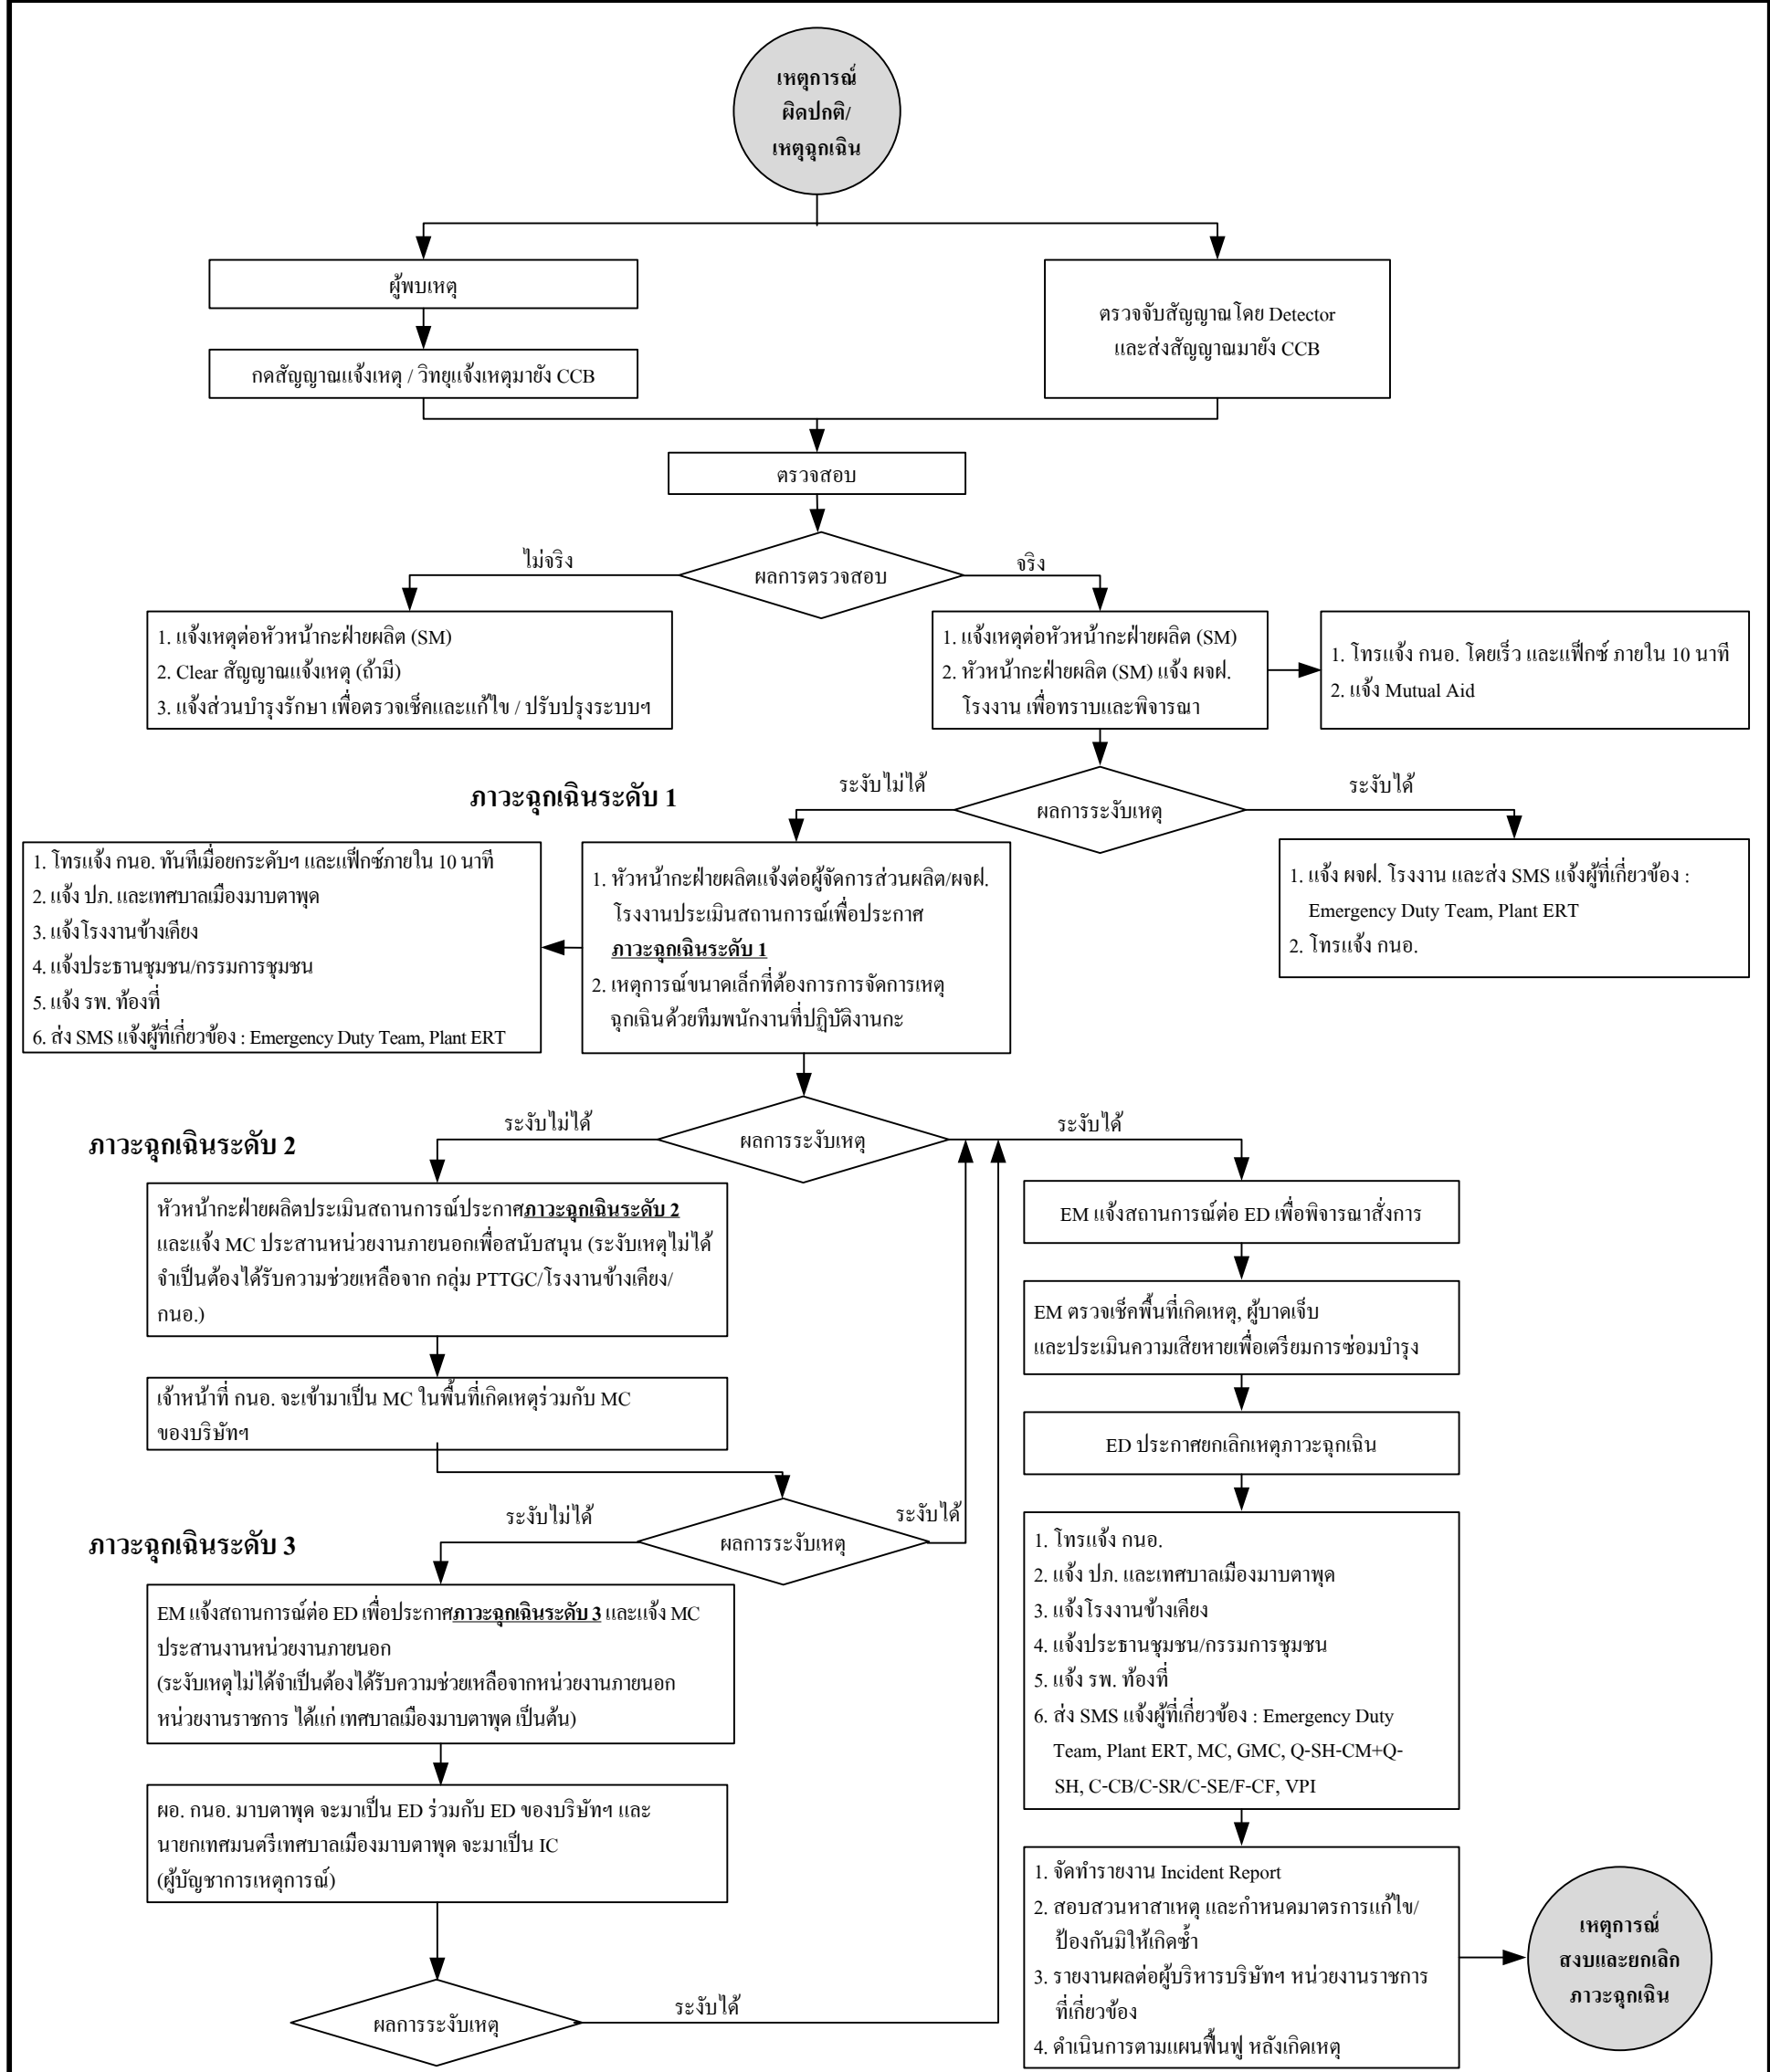 เหตุการณ์
ผิดปกติ/
เหตุฉุกเฉิน
ผู้พบเหตุ
กดสัญญาณแจ้งเหตุ / วิทยุแจ้งเหตุมายัง CCB
ตรวจจับสัญญาณโดย Detector
และส่งสัญญาณมายัง CCB
ตรวจสอบ
ผลการตรวจสอบ
ไม่จริง
จริง
1. แจ้งเหตุต่อหัวหน้ากะฝ่ายผลิต (SM)
2. Clear สัญญาณแจ้งเหตุ (ถ้ามี)
3. แจ้งส่วนบำรุงรักษา เพื่อตรวจเช็คและแก้ไข / ปรับปรุงระบบฯ
1. แจ้งเหตุต่อหัวหน้ากะฝ่ายผลิต (SM)
2. หัวหน้ากะฝ่ายผลิต (SM) แจ้ง ผจฝ.
โรงงาน เพื่อทราบและพิจารณา
1. โทรแจ้ง กนอ. โดยเร็ว และแฟ็กซ์ ภายใน 10 นาที
2. แจ้ง Mutual Aid
ภาวะฉุกเฉินระดับ 1
ระงับไม่ได้
ผลการระงับเหตุ
ระงับได้
1. โทรแจ้ง กนอ. ทันทีเมื่อยกระดับฯ และแฟ็กซ์ภายใน 10 นาที
2. แจ้ง ปภ. และเทศบาลเมืองมาบตาพุด
3. แจ้งโรงงานข้างเคียง
4. แจ้งประธานชุมชน/กรรมการชุมชน
5. แจ้ง รพ. ท้องที่
6. ส่ง SMS แจ้งผู้ที่เกี่ยวข้อง : Emergency Duty Team, Plant ERT
1. หัวหน้ากะฝ่ายผลิตแจ้งต่อผู้จัดการส่วนผลิต/ผจฝ.
โรงงานประเมินสถานการณ์เพื่อประกาศ
ภาวะฉุกเฉินระดับ 1
2. เหตุการณ์ขนาดเล็กที่ต้องการการจัดการเหตุ
ฉุกเฉินด้วยทีมพนักงานที่ปฏิบัติงานกะ
1. แจ้ง ผจฝ. โรงงาน และส่ง SMS แจ้งผู้ที่เกี่ยวข้อง :
Emergency Duty Team, Plant ERT
2. โทรแจ้ง กนอ.
ภาวะฉุกเฉินระดับ 2
ระงับไม่ได้
ผลการระงับเหตุ
ระงับได้
หัวหน้ากะฝ่ายผลิตประเมินสถานการณ์ประกาศภาวะฉุกเฉินระดับ 2
และแจ้ง MC ประสานหน่วยงานภายนอกเพื่อสนับสนุน (ระงับเหตุไม่ได้
จำเป็นต้องได้รับความช่วยเหลือจาก กลุ่ม PTTGC/โรงงานข้างเคียง/
กนอ.)
เจ้าหน้าที่ กนอ. จะเข้ามาเป็น MC ในพื้นที่เกิดเหตุร่วมกับ MC
ของบริษัทฯ
ภาวะฉุกเฉินระดับ 3
ระงับไม่ได้
ผลการระงับเหตุ
ระงับได้
EM แจ้งสถานการณ์ต่อ ED เพื่อประกาศภาวะฉุกเฉินระดับ 3 และแจ้ง MC
ประสานงานหน่วยงานภายนอก
(ระงับเหตุไม่ได้จำเป็นต้องได้รับความช่วยเหลือจากหน่วยงานภายนอก
หน่วยงานราชการ ได้แก่ เทศบาลเมืองมาบตาพุด เป็นต้น)
ผอ. กนอ. มาบตาพุด จะมาเป็น ED ร่วมกับ ED ของบริษัทฯ และ
นายกเทศมนตรีเทศบาลเมืองมาบตาพุด จะมาเป็น IC
(ผู้บัญชาการเหตุการณ์)
ผลการระงับเหตุ
ระงับได้
EM แจ้งสถานการณ์ต่อ ED เพื่อพิจารณาสั่งการ
EM ตรวจเช็คพื้นที่เกิดเหตุ, ผู้บาดเจ็บ
และประเมินความเสียหายเพื่อเตรียมการซ่อมบำรุง
ED ประกาศยกเลิกเหตุภาวะฉุกเฉิน
1. โทรแจ้ง กนอ.
2. แจ้ง ปภ. และเทศบาลเมืองมาบตาพุด
3. แจ้งโรงงานข้างเคียง
4. แจ้งประธานชุมชน/กรรมการชุมชน
5. แจ้ง รพ. ท้องที่
6. ส่ง SMS แจ้งผู้ที่เกี่ยวข้อง : Emergency Duty
Team, Plant ERT, MC, GMC, Q-SH-CM+Q-
SH, C-CB/C-SR/C-SE/F-CF, VPI
1. จัดทำรายงาน Incident Report
2. สอบสวนหาสาเหตุ และกำหนดมาตรการแก้ไข/
ป้องกันมิให้เกิดซ้ำ
3. รายงานผลต่อผู้บริหารบริษัทฯ หน่วยงานราชการ
ที่เกี่ยวข้อง
4. ดำเนินการตามแผนฟื้นฟู หลังเกิดเหตุ
เหตุการณ์
สงบและยกเลิก
ภาวะฉุกเฉิน